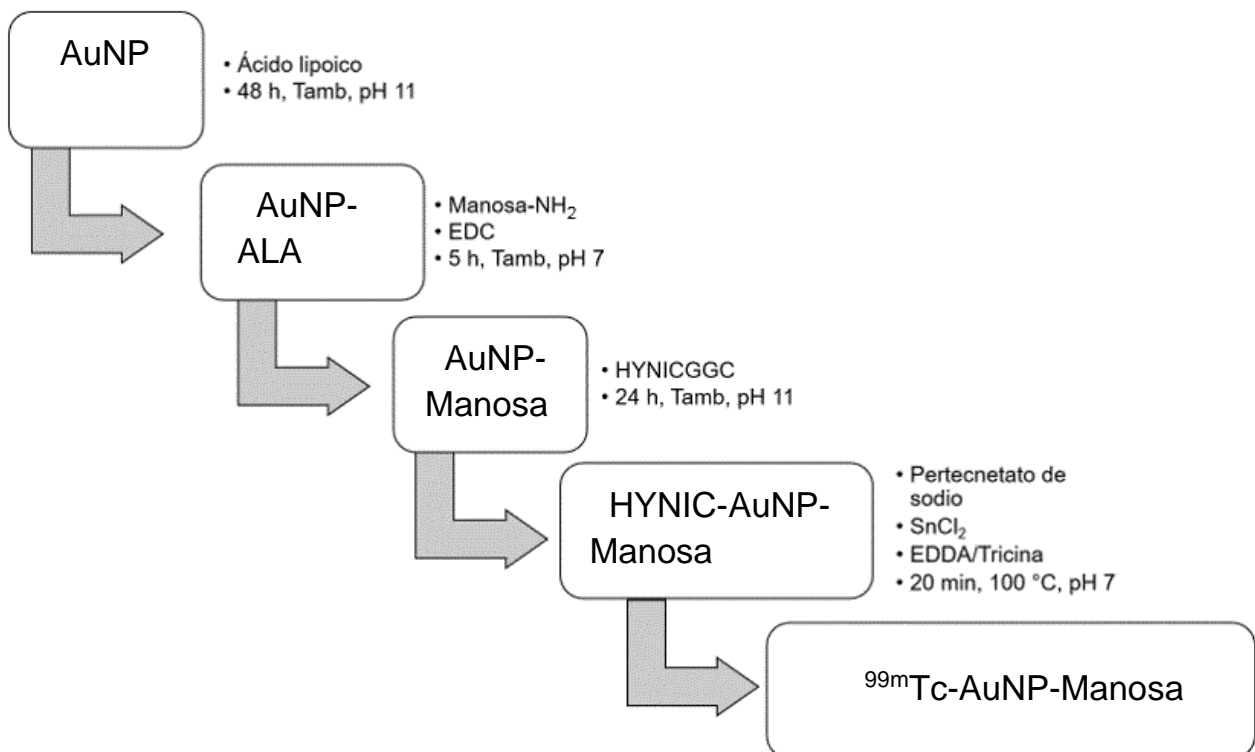 AuNP
• Ácido lipoico
• 48 h, Tamb, pH 11
AuNP-
ALA
• Manosa-NH₂
• EDC
• 5 h, Tamb, pH 7
AuNP-
Manosa
• HYNICGGC
• 24 h, Tamb, pH 11
HYNIC-AuNP-
Manosa
• Pertecnetato de
sodio
• SnCl₂
• EDDA/Tricina
• 20 min, 100 °C, pH 7
⁹⁹ᵐTc-AuNP-Manosa